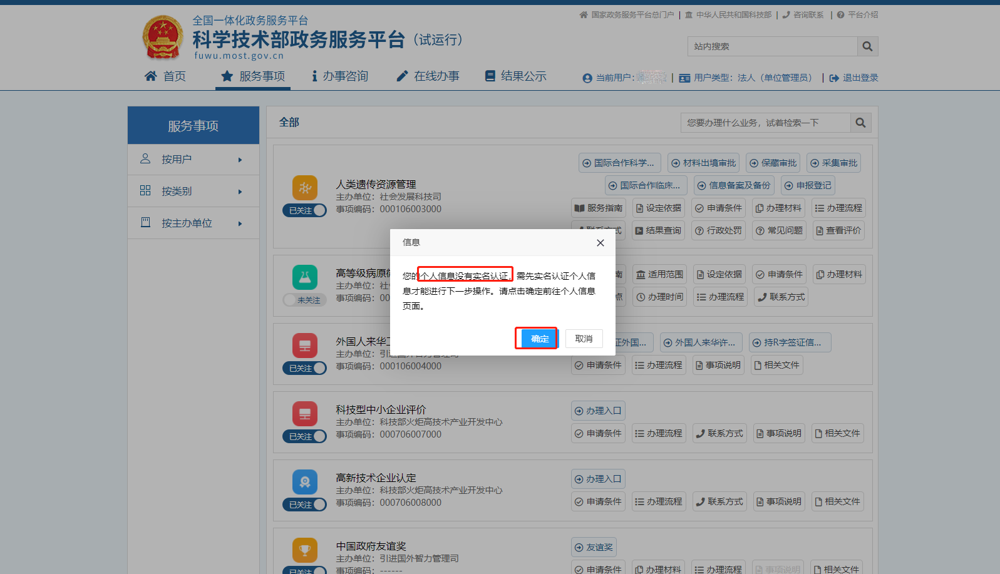 国家政务服务平台总门户 | 中华人民共和国科技部 | 咨询联系 | 平台介绍
全国一体化政务服务平台
科学技术部政务服务平台（试运行）
fuwu.most.gov.cn
站内搜索
首页 服务事项 办事咨询 在线办事 结果公示
当前用户: | 用户类型：法人（单位管理员） | 退出登录
服务事项
按用户
按类别
按主办单位
全部
您要办理什么业务，试着检索一下
人类遗传资源管理
主办单位：社会发展科技司
事项编码：000106003000
已关注
国际合作科学... 材料出境审批 保藏审批 采集审批
国际合作临床... 信息备案及备份 申报登记
服务指南 设定依据 申请条件 办理材料 办理流程
结果查询 行政处罚 常见问题 查看评价
高等级病原微
主办单位：社
事项编码：00
未关注
南 适用范围 设定依据 申请条件 办理材料
点 办理时间 办理流程 联系方式
信息
您的个人信息没有实名认证，需先实名认证个人信
息才能进行下一步操作。请点击确定前往个人信息
页面。
确定 取消
外国人来华工
事项编码：000106004000
已关注
证外国... 外国人来华许... 持R字签证信...
申请条件 办理流程 事项说明 相关文件
科技型中小企业评价
主办单位：科技部火炬高技术产业开发中心
事项编码：000706007000
已关注
办理入口
申请条件 办理流程 联系方式 事项说明 相关文件
高新技术企业认定
主办单位：科技部火炬高技术产业开发中心
事项编码：000706008000
已关注
办理入口
申请条件 办理流程 联系方式 事项说明 相关文件
中国政府友谊奖
主办单位：引进国外智力管理司
事项编码：------
已关注
友谊奖
申请条件 办理材料 办理流程 事项说明 相关文件